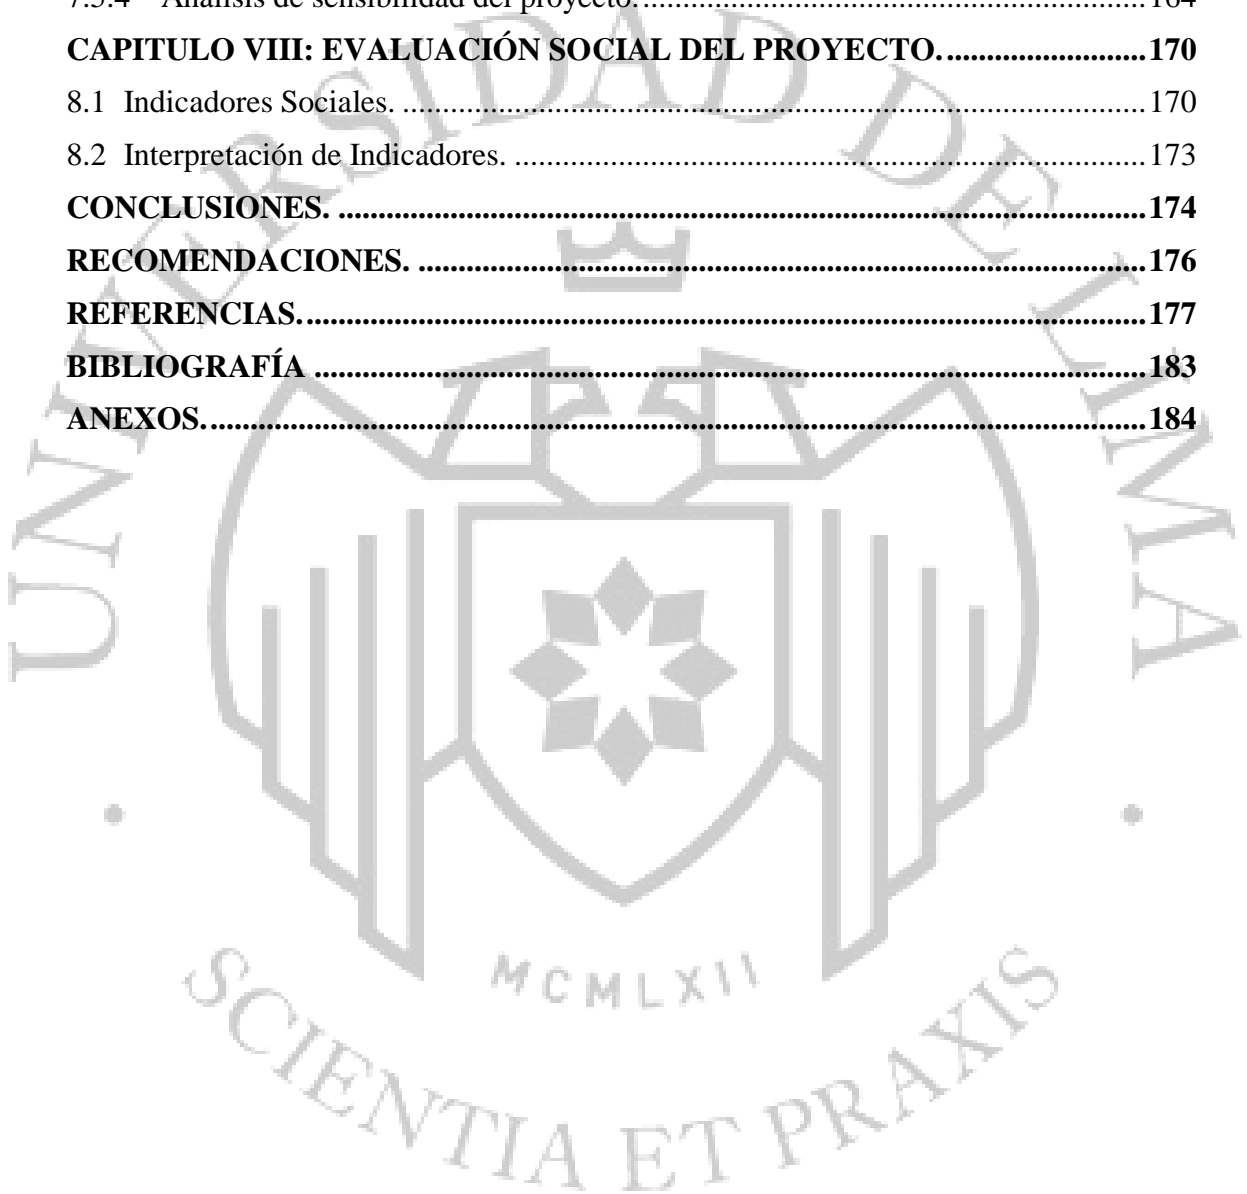 7.5.4 Análisis de sensibilidad del proyecto. 164
CAPITULO VIII: EVALUACIÓN SOCIAL DEL PROYECTO. 170
8.1 Indicadores Sociales. 170
8.2 Interpretación de Indicadores. 173
CONCLUSIONES. 174
RECOMENDACIONES. 176
REFERENCIAS. 177
BIBLIOGRAFÍA 183
ANEXOS. 184
UNIVERSIDAD DE LIMA
MCMLXII
SCIENTIA ET PRAXIS